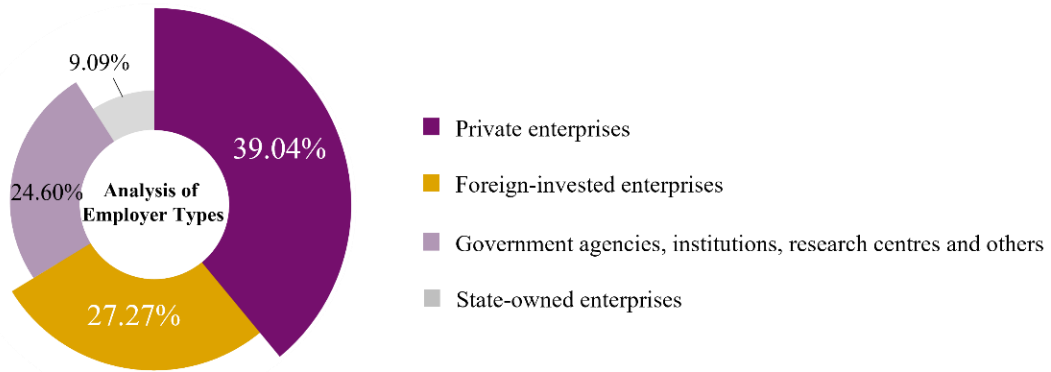 9.09%
39.04%
24.60%
Analysis of
Employer Types
27.27%
Private enterprises
Foreign-invested enterprises
Government agencies, institutions, research centres and others
State-owned enterprises